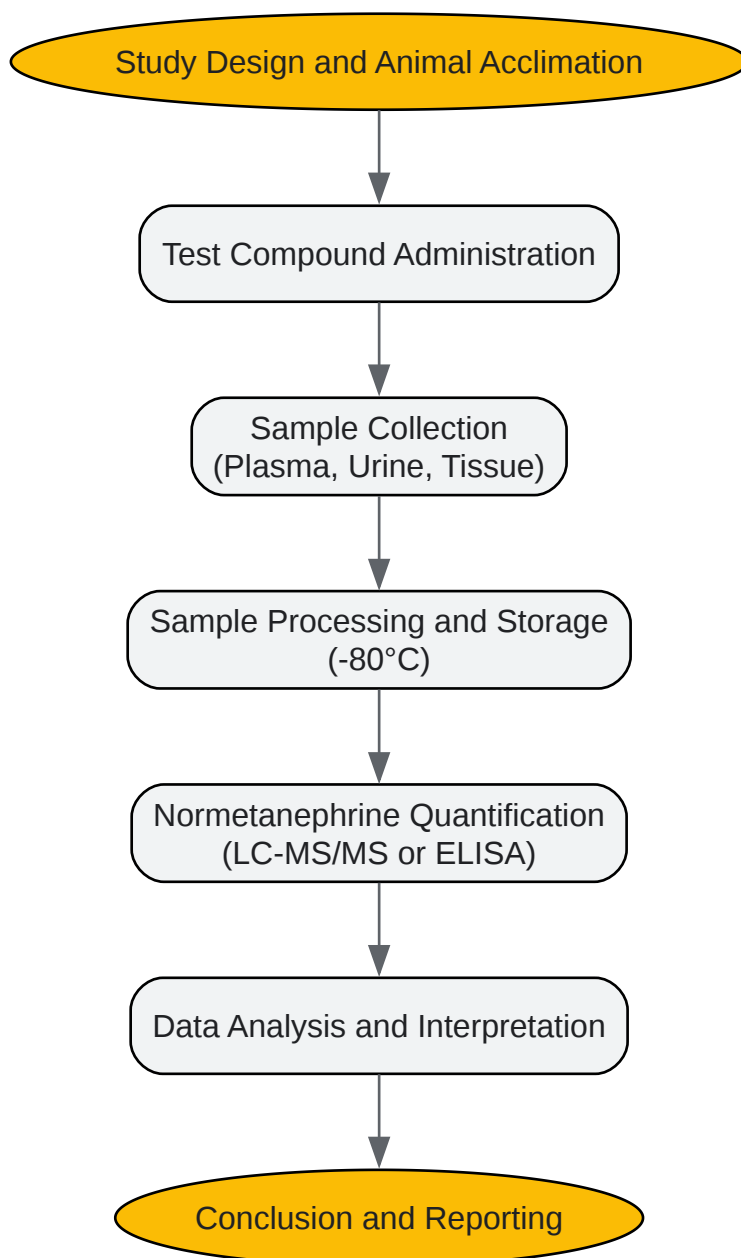 Study Design and Animal Acclimation
Test Compound Administration
Sample Collection
(Plasma, Urine, Tissue)
Sample Processing and Storage
(-80°C)
Normetanephrine Quantification
(LC-MS/MS or ELISA)
Data Analysis and Interpretation
Conclusion and Reporting